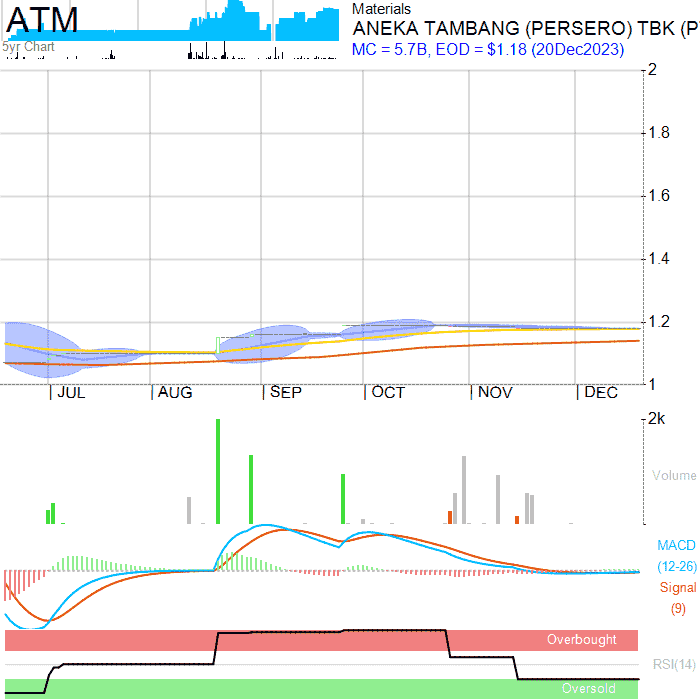 ATM
5yr Chart
Materials
ANEKA TAMBANG (PERSERO) TBK (P
MC = 5.7B, EOD = $1.18 (20Dec2023)
2
1.8
1.6
1.4
1.2
1
JUL
AUG
SEP
OCT
NOV
DEC
2k
Volume
MACD
(12-26)
Signal
(9)
Overbought
RSI(14)
Oversold